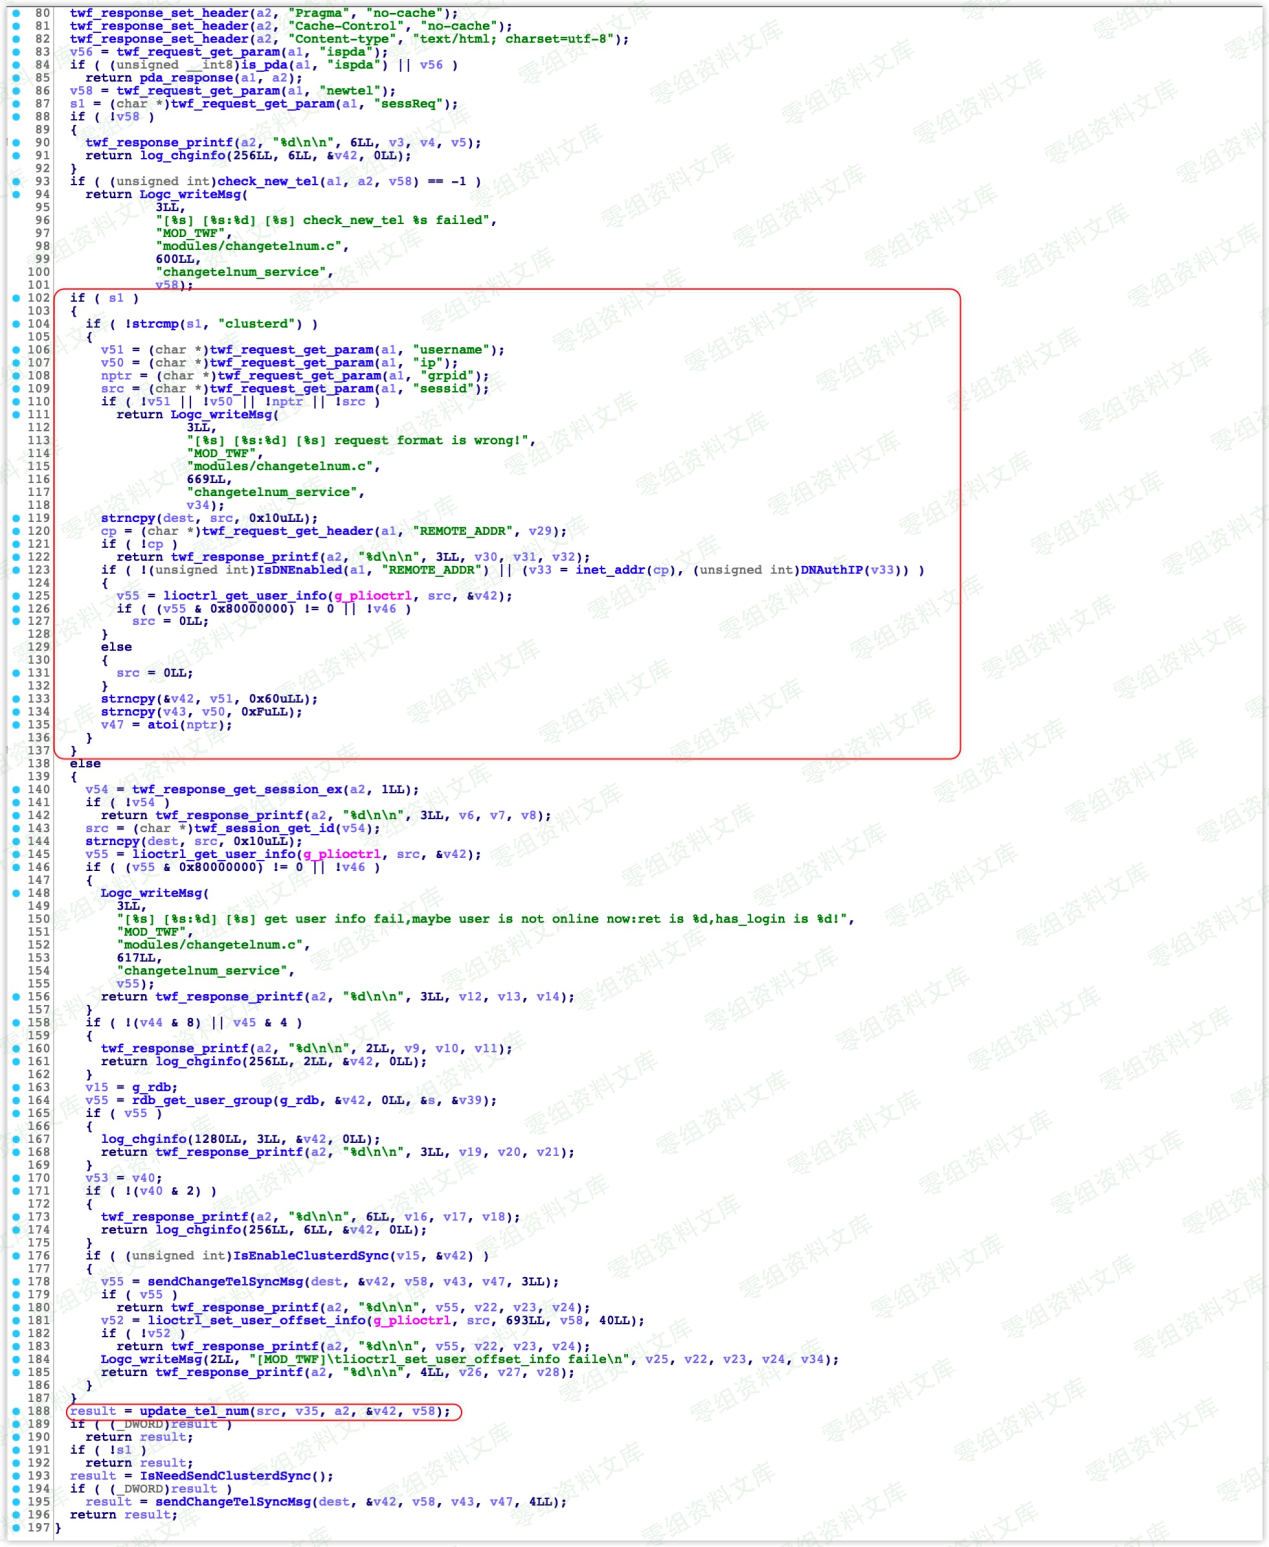 80 twf_response_set_header(a2, "Pragma", "no-cache");
81 twf_response_set_header(a2, "Cache-Control", "no-cache");
82 twf_response_set_header(a2, "Content-type", "text/html; charset=utf-8");
83 v56 = twf_request_get_param(a1, "ispda");
84 if ( (unsigned __int8)is_pda(a1, "ispda") || v56 )
85 return pda_response(a1, a2);
86 v58 = twf_request_get_param(a1, "newtel");
87 s1 = (char *)twf_request_get_param(a1, "sessReq");
88 if ( !v58 )
89 {
90 twf_response_printf(a2, "%d\n\n", 6LL, v3, v4, v5);
91 return log_chginfo(256LL, 6LL, &v42, 0LL);
92 }
93 if ( (unsigned int)check_new_tel(a1, a2, v58) == -1 )
94 return Logc_writeMsg(
95 3LL,
96 "[%s] [%s:%d] [%s] check_new_tel %s failed",
97 "MOD_TWF",
98 "modules/changetelnum.c",
99 600LL,
100 "changetelnum_service",
101 v58);
102 if ( s1 )
103 {
104 if ( !strcmp(s1, "clusterd") )
105 {
106 v51 = (char *)twf_request_get_param(a1, "username");
107 v50 = (char *)twf_request_get_param(a1, "ip");
108 nptr = (char *)twf_request_get_param(a1, "grpid");
109 src = (char *)twf_request_get_param(a1, "sessid");
110 if ( !v51 || !v50 || !nptr || !src )
111 return Logc_writeMsg(
112 3LL,
113 "[%s] [%s:%d] [%s] request format is wrong!",
114 "MOD_TWF",
115 "modules/changetelnum.c",
116 669LL,
117 "changetelnum_service",
118 v34);
119 strncpy(dest, src, 0x10uLL);
120 cp = (char *)twf_request_get_header(a1, "REMOTE_ADDR", v29);
121 if ( !cp )
122 return twf_response_printf(a2, "%d\n\n", 3LL, v30, v31, v32);
123 if ( !(unsigned int)IsDNEnabled(a1, "REMOTE_ADDR") || (v33 = inet_addr(cp), (unsigned int)DNAuthIP(v33)) )
124 {
125 v55 = lioctrl_get_user_info(g_plioctrl, src, &v42);
126 if ( (v55 & 0x80000000) != 0 || !v46 )
127 src = 0LL;
128 }
129 else
130 {
131 src = 0LL;
132 }
133 strncpy(&v42, v51, 0x60uLL);
134 strncpy(v43, v50, 0xFuLL);
135 v47 = atoi(nptr);
136 }
137 }
138 else
139 {
140 v54 = twf_response_get_session_ex(a2, 1LL);
141 if ( !v54 )
142 return twf_response_printf(a2, "%d\n\n", 3LL, v6, v7, v8);
143 src = (char *)twf_session_get_id(v54);
144 strncpy(dest, src, 0x10uLL);
145 v55 = lioctrl_get_user_info(g_plioctrl, src, &v42);
146 if ( (v55 & 0x80000000) != 0 || !v46 )
147 {
148 Logc_writeMsg(
149 3LL,
150 "[%s] [%s:%d] [%s] get user info fail,maybe user is not online now:ret is %d,has_login is %d!",
151 "MOD_TWF",
152 "modules/changetelnum.c",
153 617LL,
154 "changetelnum_service",
155 v55);
156 return twf_response_printf(a2, "%d\n\n", 3LL, v12, v13, v14);
157 }
158 if ( !(v44 & 8) || v45 & 4 )
159 {
160 twf_response_printf(a2, "%d\n\n", 2LL, v9, v10, v11);
161 return log_chginfo(256LL, 2LL, &v42, 0LL);
162 }
163 v15 = g_rdb;
164 v55 = rdb_get_user_group(g_rdb, &v42, 0LL, &s, &v39);
165 if ( v55 )
166 {
167 log_chginfo(1280LL, 3LL, &v42, 0LL);
168 return twf_response_printf(a2, "%d\n\n", 3LL, v19, v20, v21);
169 }
170 v53 = v40;
171 if ( !(v40 & 2) )
172 {
173 twf_response_printf(a2, "%d\n\n", 6LL, v16, v17, v18);
174 return log_chginfo(256LL, 6LL, &v42, 0LL);
175 }
176 if ( (unsigned int)IsEnableClusterdSync(v15, &v42) )
177 {
178 v55 = sendChangeTelSyncMsg(dest, &v42, v58, v43, v47, 3LL);
179 if ( v55 )
180 return twf_response_printf(a2, "%d\n\n", v55, v22, v23, v24);
181 v52 = lioctrl_set_user_offset_info(g_plioctrl, src, 693LL, v58, 40LL);
182 if ( !v52 )
183 return twf_response_printf(a2, "%d\n\n", v55, v22, v23, v24);
184 Logc_writeMsg(2LL, "[MOD_TWF]\tlioctrl_set_user_offset_info faile\n", v25, v22, v23, v24, v34);
185 return twf_response_printf(a2, "%d\n\n", 4LL, v26, v27, v28);
186 }
187 }
188 result = update_tel_num(src, v35, a2, &v42, v58);
189 if ( (_DWORD)result )
190 return result;
191 if ( !s1 )
192 return result;
193 result = IsNeedSendClusterdSync();
194 if ( (_DWORD)result )
195 result = sendChangeTelSyncMsg(dest, &v42, v58, v43, v47, 4LL);
196 return result;
197 }
零组资料文库